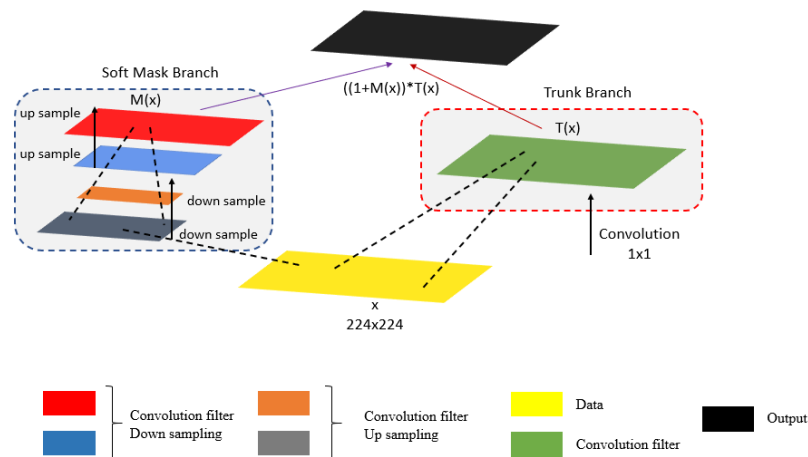 Soft Mask Branch
M(x)
up sample
up sample
down sample
down sample
((1+M(x))*T(x)
Trunk Branch
T(x)
Convolution
1x1
x
224x224
Convolution filter
Down sampling
Convolution filter
Up sampling
Data
Convolution filter
Output